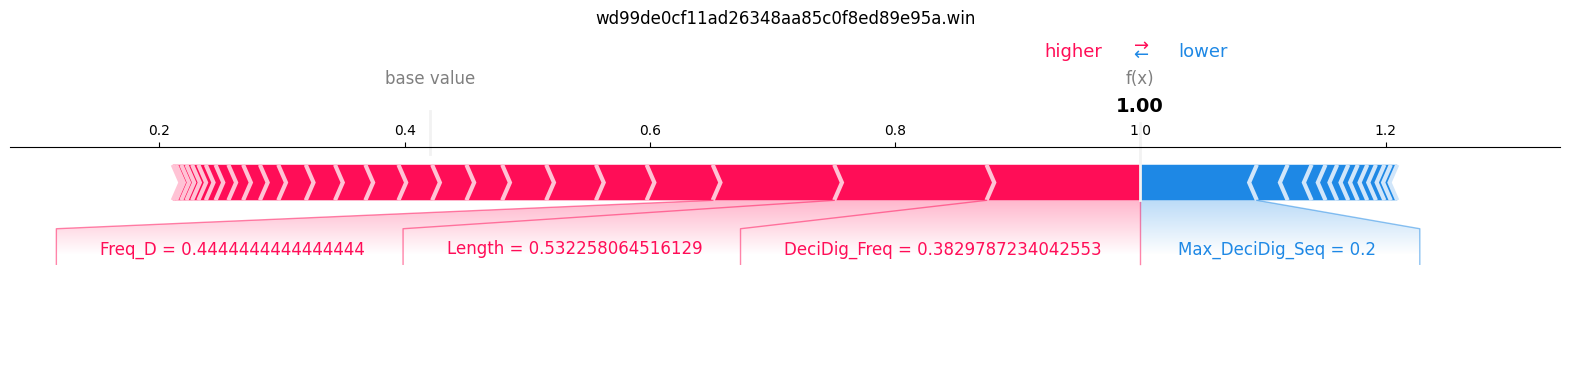 wd99de0cf11ad26348aa85c0f8ed89e95a.win
higher ⇄ lower
base value f(x)
1.00
0.2 0.4 0.6 0.8 1.0 1.2
Freq_D = 0.4444444444444444 Length = 0.532258064516129 DeciDig_Freq = 0.3829787234042553 Max_DeciDig_Seq = 0.2